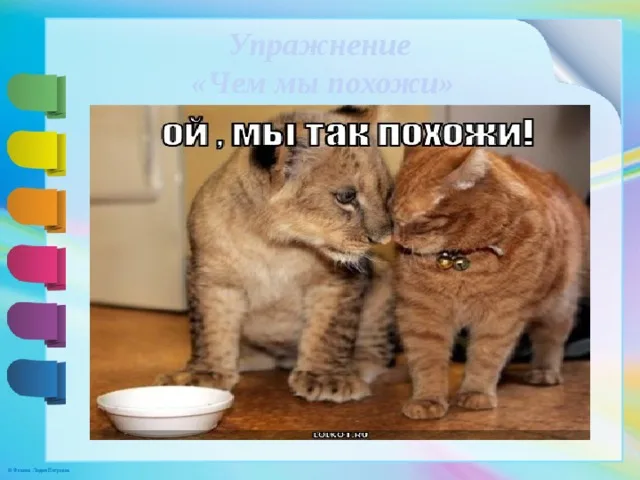 Упражнение
«Чем мы похожи»
ой , мы так похожи!
LOLKOT.RU